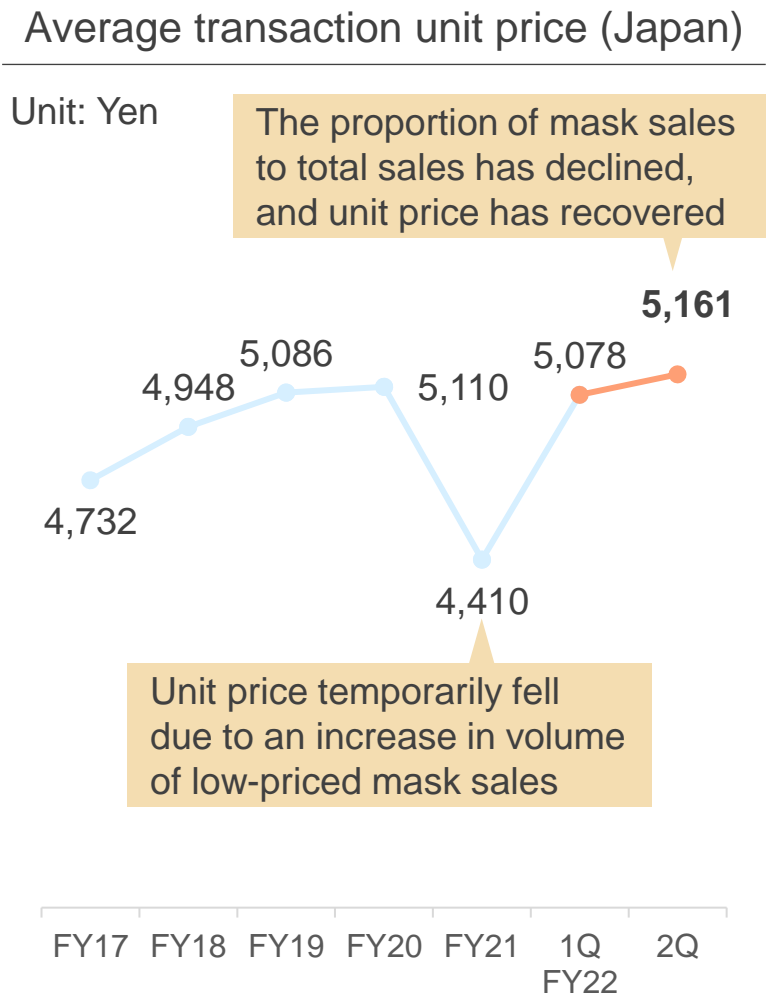 Average transaction unit price (Japan)
Unit: Yen
The proportion of mask sales
to total sales has declined,
and unit price has recovered
5,161
5,086
5,078
4,948
5,110
4,732
4,410
Unit price temporarily fell
due to an increase in volume
of low-priced mask sales
FY17 FY18 FY19 FY20 FY21 1Q 2Q
FY22